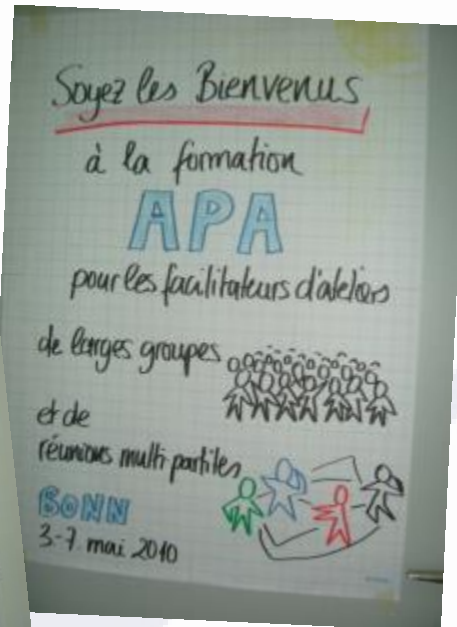 Soyez les Bienvenus
à la formation
APA
pour les facilitateurs d'ateliers
de larges groupes
et de
réunions multi partites
BONN
3-7 mai 2010